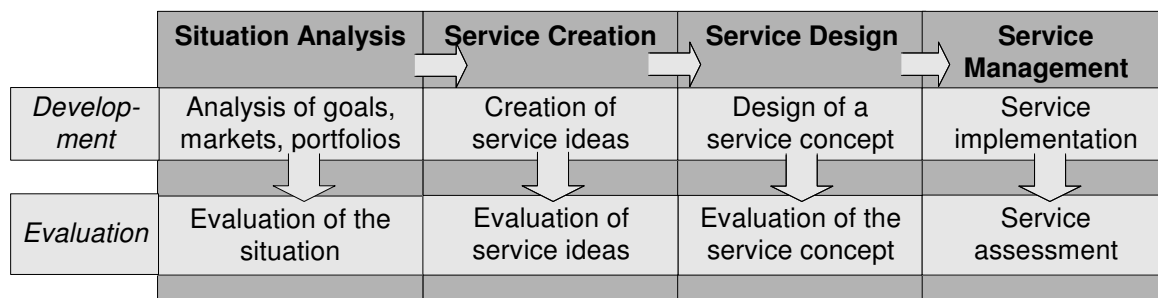 Situation Analysis
Service Creation
Service Design
Service
Management
Develop-
ment
Analysis of goals,
markets, portfolios
Creation of
service ideas
Design of a
service concept
Service
implementation
Evaluation
Evaluation of the
situation
Evaluation of
service ideas
Evaluation of the
service concept
Service
assessment